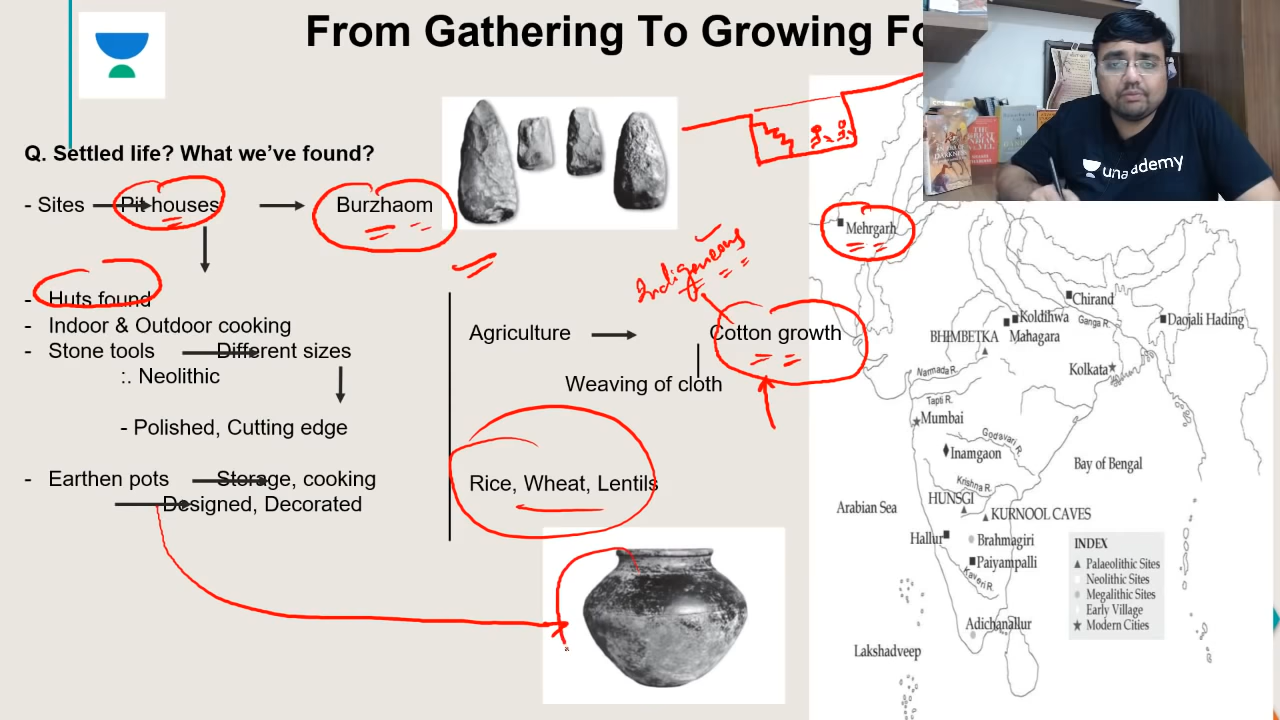 From Gathering To Growing Fo
Q. Settled life? What we've found?
- Sites Pit-houses Burzhaom
- Huts found
- Indoor & Outdoor cooking
- Stone tools Different sizes
:. Neolithic
- Polished, Cutting edge
- Earthen pots Storage, cooking
Designed, Decorated
Indigeneous
Agriculture Cotton growth
Weaving of cloth
Rice, Wheat, Lentils
unacademy
Mehrgarh
Chirand
Koldihwa
Ganga R.
Daojali Hading
BHIMBETKA
Mahagara
Narmada R.
Kolkata
Tapti R.
Mumbai
Godavari R.
Inamgaon
Bay of Bengal
Krishna R.
HUNSGI
Arabian Sea
KURNOOL CAVES
Hallur
Brahmagiri
Paiyampalli
Kaveri R.
Adichanallur
Lakshadweep
INDEX
Palaeolithic Sites
Neolithic Sites
Megalithic Sites
Early Village
Modern Cities